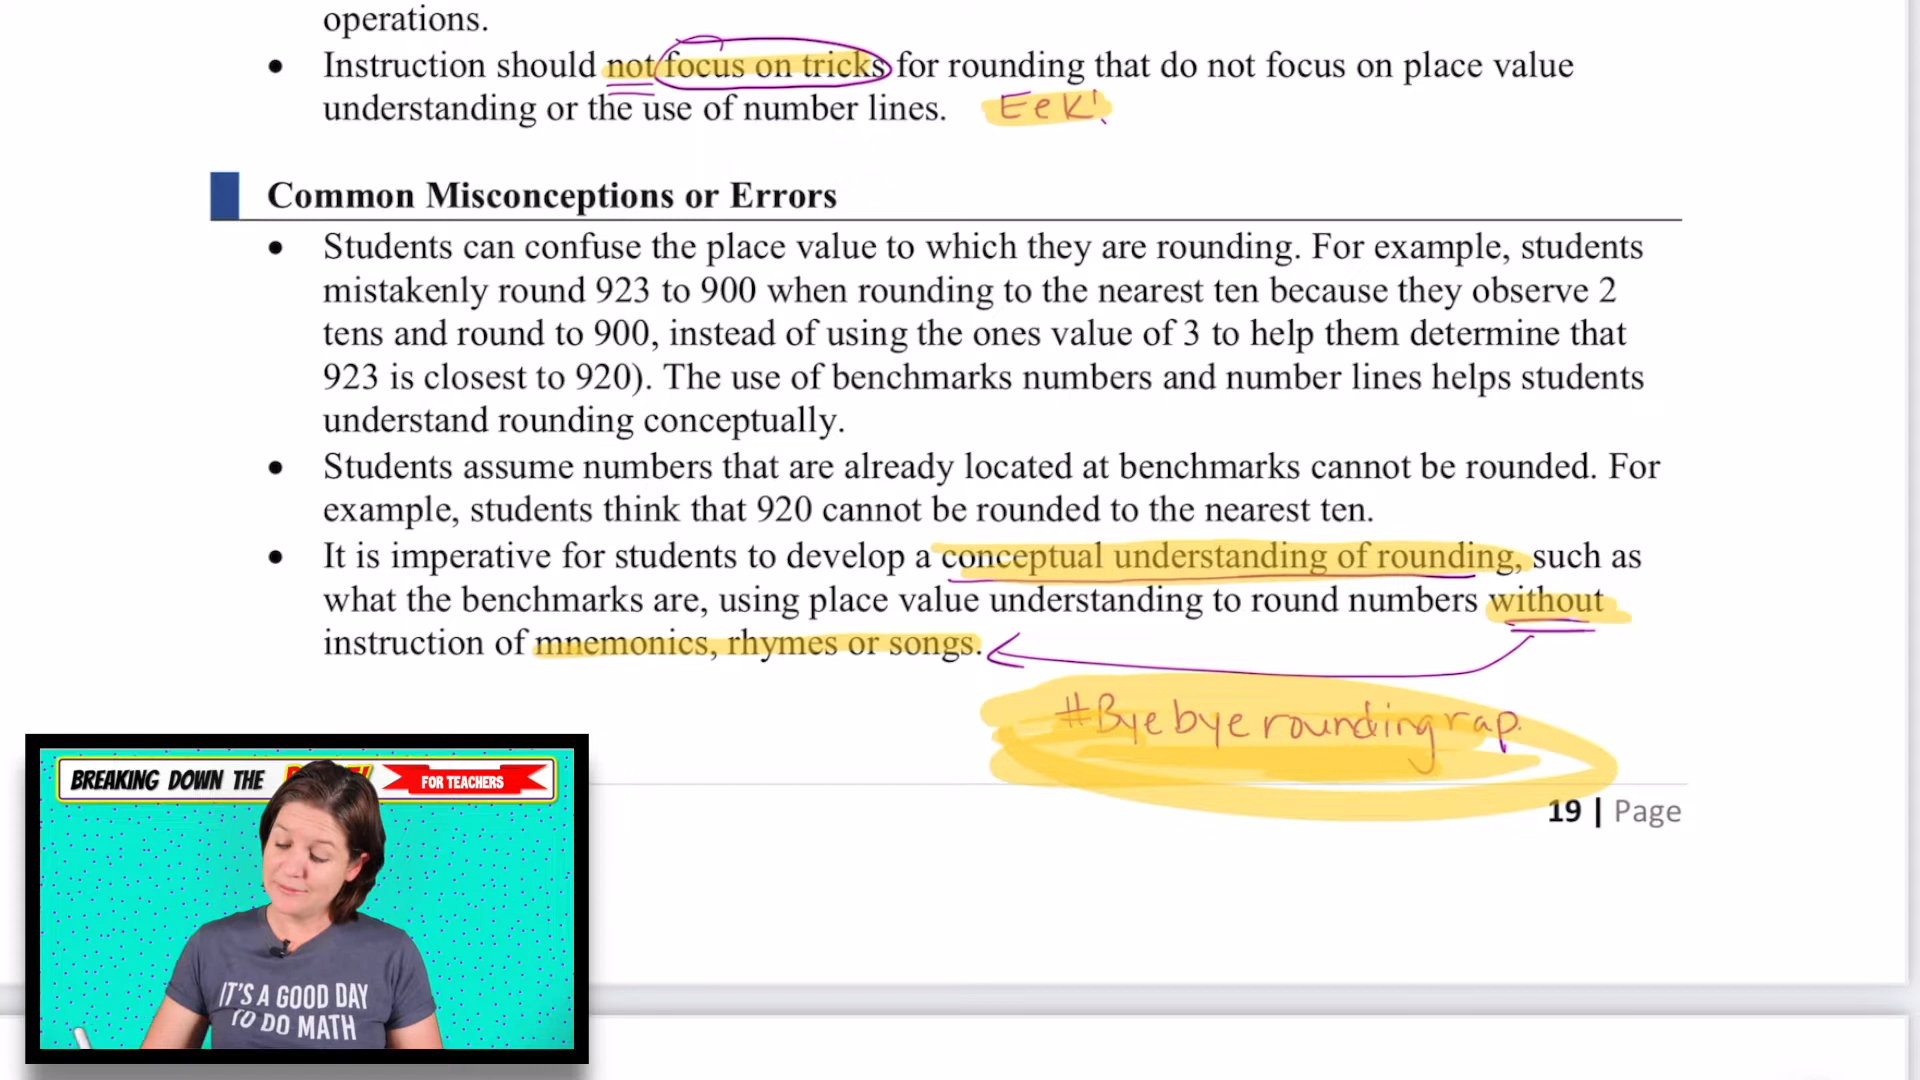 operations.
• Instruction should not focus on tricks for rounding that do not focus on place value
understanding or the use of number lines. Eek!
Common Misconceptions or Errors
• Students can confuse the place value to which they are rounding. For example, students
mistakenly round 923 to 900 when rounding to the nearest ten because they observe 2
tens and round to 900, instead of using the ones value of 3 to help them determine that
923 is closest to 920). The use of benchmarks numbers and number lines helps students
understand rounding conceptually.
• Students assume numbers that are already located at benchmarks cannot be rounded. For
example, students think that 920 cannot be rounded to the nearest ten.
• It is imperative for students to develop a conceptual understanding of rounding, such as
what the benchmarks are, using place value understanding to round numbers without
instruction of mnemonics, rhymes or songs.
#Bye bye rounding rap.
19 | Page
BREAKING DOWN THE
FOR TEACHERS
IT'S A GOOD DAY
TO DO MATH